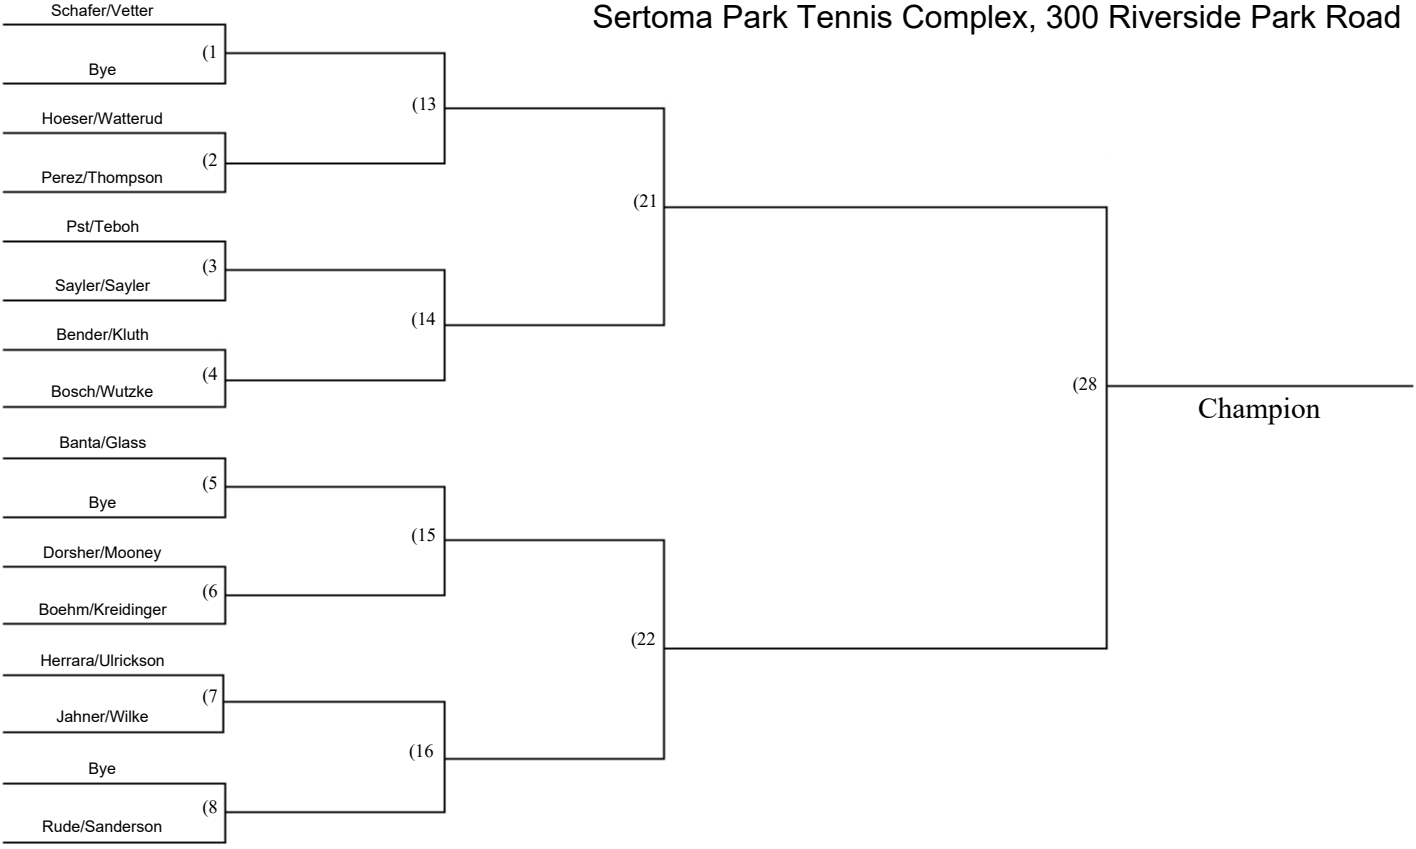 Schafer/Vetter
Sertoma Park Tennis Complex, 300 Riverside Park Road
(1
Bye
(13
Hoeser/Watterud
(2
Perez/Thompson
(21
Pst/Teboh
(3
Sayler/Sayler
(14
Bender/Kluth
(4
Bosch/Wutzke
(28
Champion
Banta/Glass
(5
Bye
(15
Dorsher/Mooney
(6
Boehm/Kreidinger
(22
Herrara/Ulrickson
(7
Jahner/Wilke
(16
Bye
(8
Rude/Sanderson